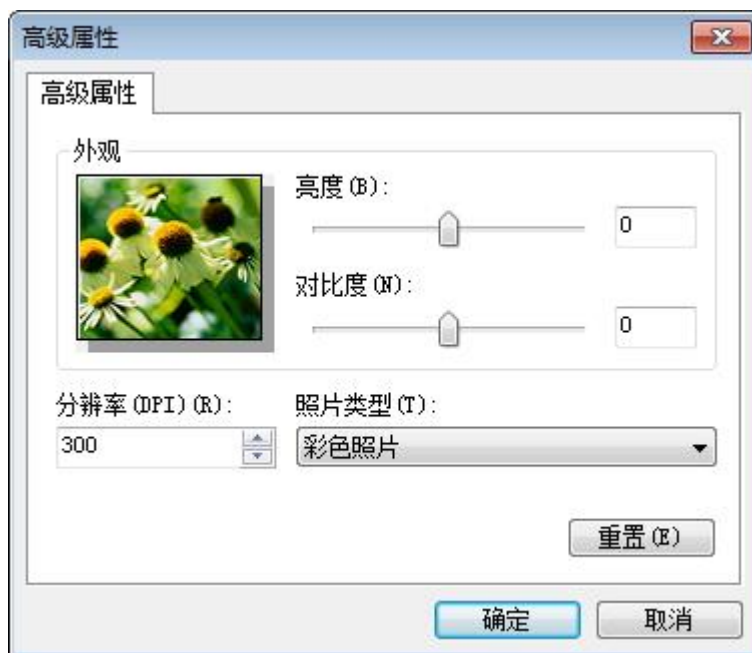 高级属性
高级属性
外观
亮度(B):
0
对比度(N):
0
分辨率(DPI)(R):
照片类型(T):
300
彩色照片
重置(E)
确定
取消